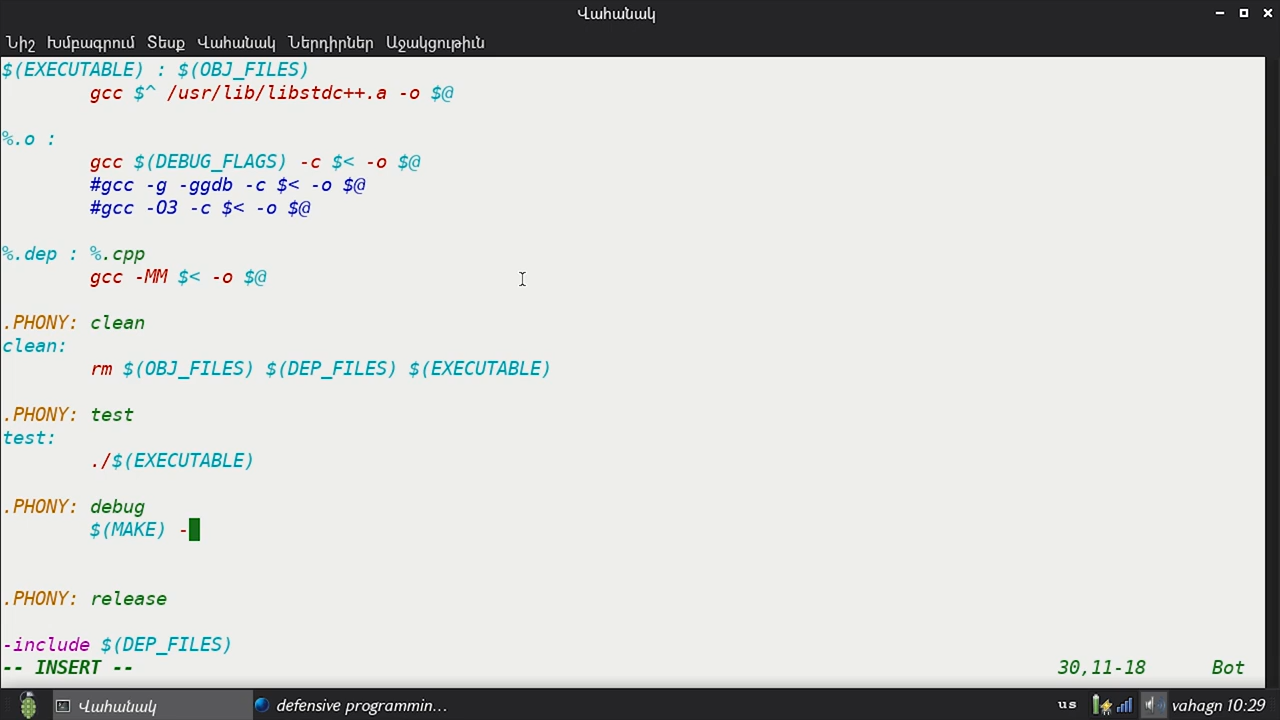 Վահանակ
Նիշ Խմբագրում Տեսք Վահանակ Ներդիրներ Աջակցութիւն
$(EXECUTABLE) : $(OBJ_FILES)
gcc $^ /usr/lib/libstdc++.a -o $@
%.o :
gcc $(DEBUG_FLAGS) -c $< -o $@
#gcc -g -ggdb -c $< -o $@
#gcc -O3 -c $< -o $@
%.dep : %.cpp
gcc -MM $< -o $@
.PHONY: clean
clean:
rm $(OBJ_FILES) $(DEP_FILES) $(EXECUTABLE)
.PHONY: test
test:
./$(EXECUTABLE)
.PHONY: debug
$(MAKE) -
.PHONY: release
-include $(DEP_FILES)
-- INSERT -- 30,11-18 Bot
Վահանակ defensive programmin... us vahagn 10:29